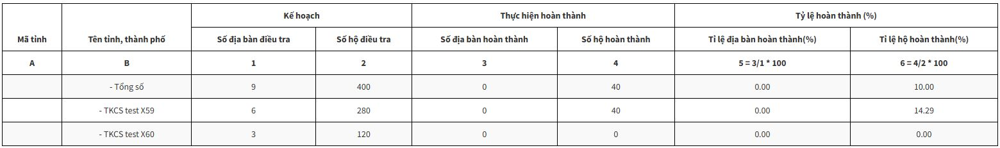 Mã tỉnh Tên tỉnh, thành phố Kế hoạch Thực hiện hoàn thành Tỷ lệ hoàn thành (%)
Số địa bàn điều tra Số hộ điều tra Số địa bàn hoàn thành Số hộ hoàn thành Tỉ lệ địa bàn hoàn thành(%) Tỉ lệ hộ hoàn thành(%)
A B 1 2 3 4 5 = 3/1 * 100 6 = 4/2 * 100
- Tổng số 9 400 0 40 0.00 10.00
- TKCS test X59 6 280 0 40 0.00 14.29
- TKCS test X60 3 120 0 0 0.00 0.00